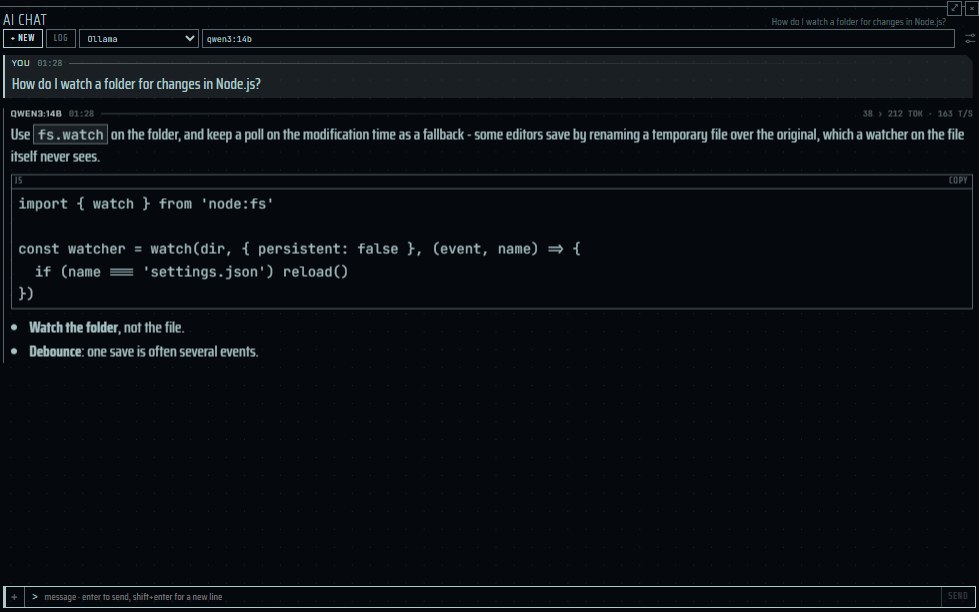 AI CHAT
How do I watch a folder for changes in Node.js?
+ NEW
LOG
Ollama
qwen3:14b
YOU 01:28
How do I watch a folder for changes in Node.js?
QWEN3:14B 01:28
38 > 212 TOK · 163 T/S
Use fs.watch on the folder, and keep a poll on the modification time as a fallback - some editors save by renaming a temporary file over the original, which a watcher on the file
itself never sees.
JS
COPY
import { watch } from 'node:fs'
const watcher = watch(dir, { persistent: false }, (event, name) => {
if (name === 'settings.json') reload()
})
• Watch the folder, not the file.
• Debounce: one save is often several events.
+
> message - enter to send, shift+enter for a new line
SEND